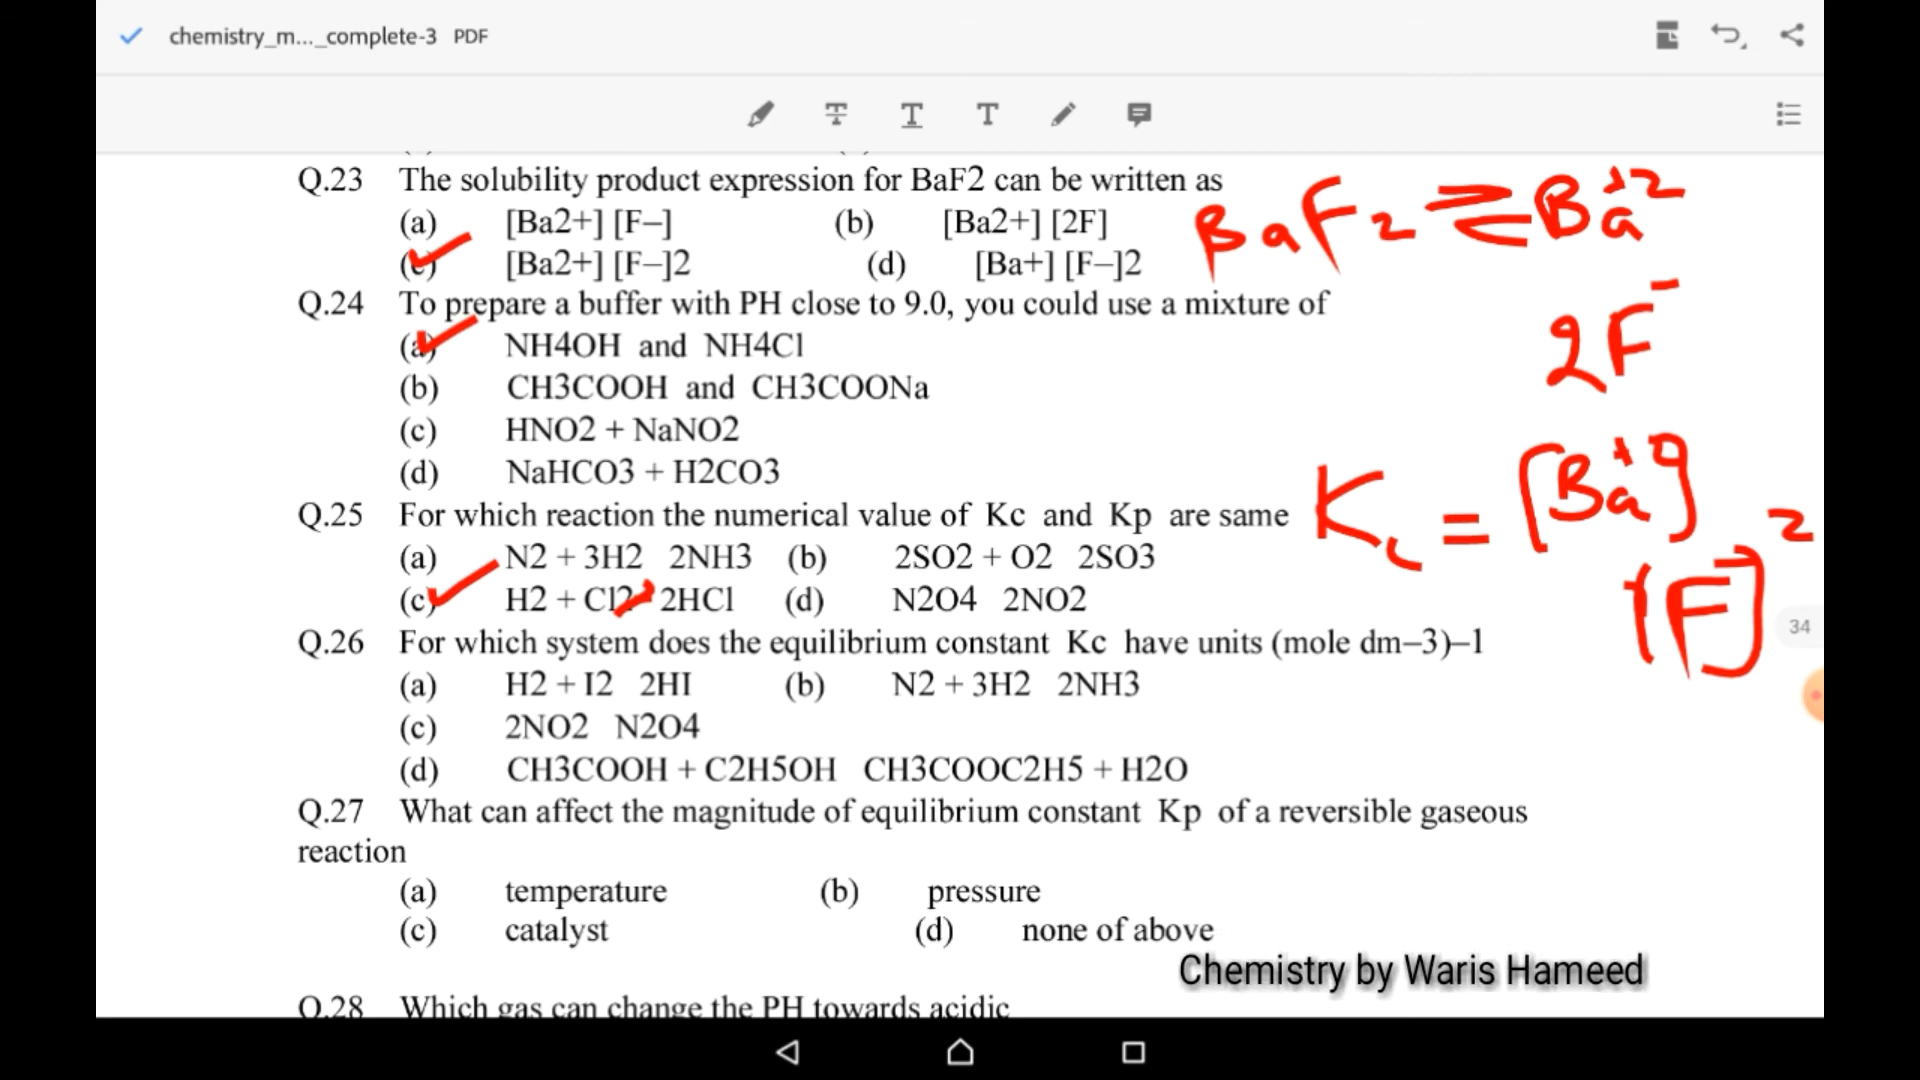 chemistry_m..._complete-3 PDF
Q.23 The solubility product expression for BaF2 can be written as
(a) [Ba2+] [F–] (b) [Ba2+] [2F]
(c) [Ba2+] [F–]2 (d) [Ba+] [F–]2
BaF2 ⇌ Ba+2
2F-
Q.24 To prepare a buffer with PH close to 9.0, you could use a mixture of
(a) NH4OH and NH4Cl
(b) CH3COOH and CH3COONa
(c) HNO2 + NaNO2
(d) NaHCO3 + H2CO3
Kc = [Ba+2]
[F-]2
Q.25 For which reaction the numerical value of Kc and Kp are same
(a) N2 + 3H2 2NH3 (b) 2SO2 + O2 2SO3
(c) H2 + Cl2 2HCl (d) N2O4 2NO2
Q.26 For which system does the equilibrium constant Kc have units (mole dm–3)–1
34
(a) H2 + I2 2HI (b) N2 + 3H2 2NH3
(c) 2NO2 N2O4
(d) CH3COOH + C2H5OH CH3COOC2H5 + H2O
Q.27 What can affect the magnitude of equilibrium constant Kp of a reversible gaseous
reaction
(a) temperature (b) pressure
(c) catalyst (d) none of above
Chemistry by Waris Hameed
Q.28 Which gas can change the PH towards acidic